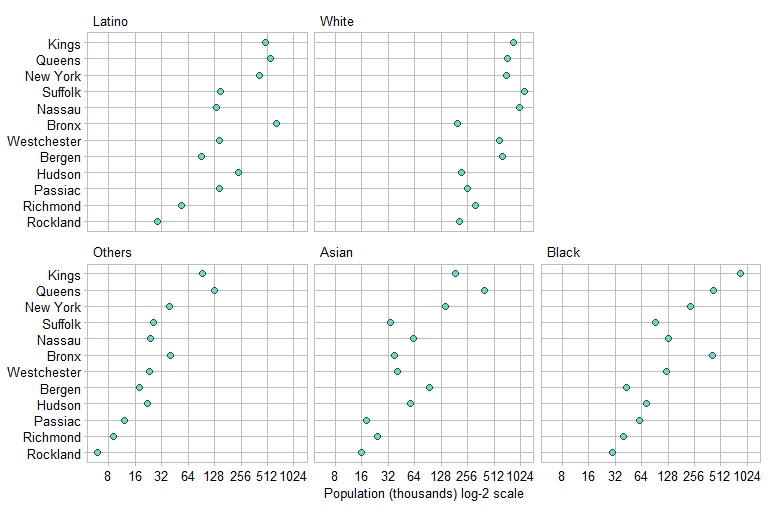 Latino White
Kings
Queens
New York
Suffolk
Nassau
Bronx
Westchester
Bergen
Hudson
Passiac
Richmond
Rockland
Others Asian Black
Kings
Queens
New York
Suffolk
Nassau
Bronx
Westchester
Bergen
Hudson
Passiac
Richmond
Rockland
8 16 32 64 128 256 512 1024 8 16 32 64 128 256 512 1024 8 16 32 64 128 256 512 1024
Population (thousands) log-2 scale